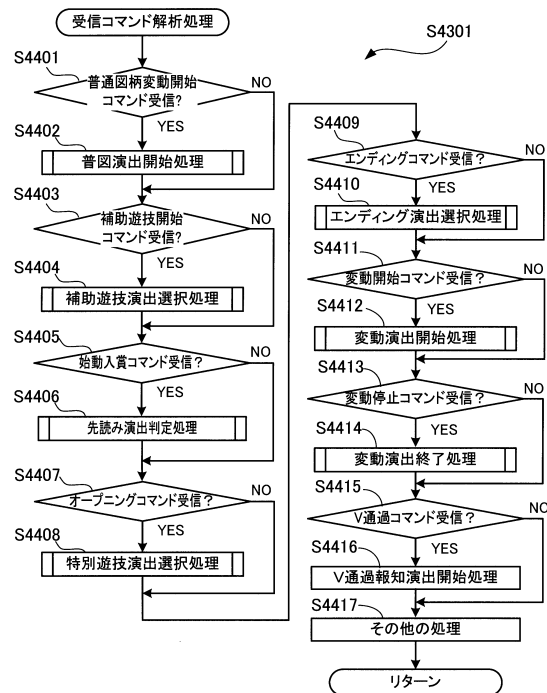 受信コマンド解析処理
S4301
S4401
普通図柄変動開始
コマンド受信?
NO
YES
S4402
普図演出開始処理
S4403
補助遊技開始
コマンド受信?
NO
YES
S4404
補助遊技演出選択処理
S4405
始動入賞コマンド受信？
NO
YES
S4406
先読み演出判定処理
S4407
オープニングコマンド受信？
NO
YES
S4408
特別遊技演出選択処理
S4409
エンディングコマンド受信？
NO
YES
S4410
エンディング演出選択処理
S4411
変動開始コマンド受信？
NO
YES
S4412
変動演出開始処理
S4413
変動停止コマンド受信？
NO
YES
S4414
変動演出終了処理
S4415
V通過コマンド受信？
NO
YES
S4416
V通過報知演出開始処理
S4417
その他の処理
リターン